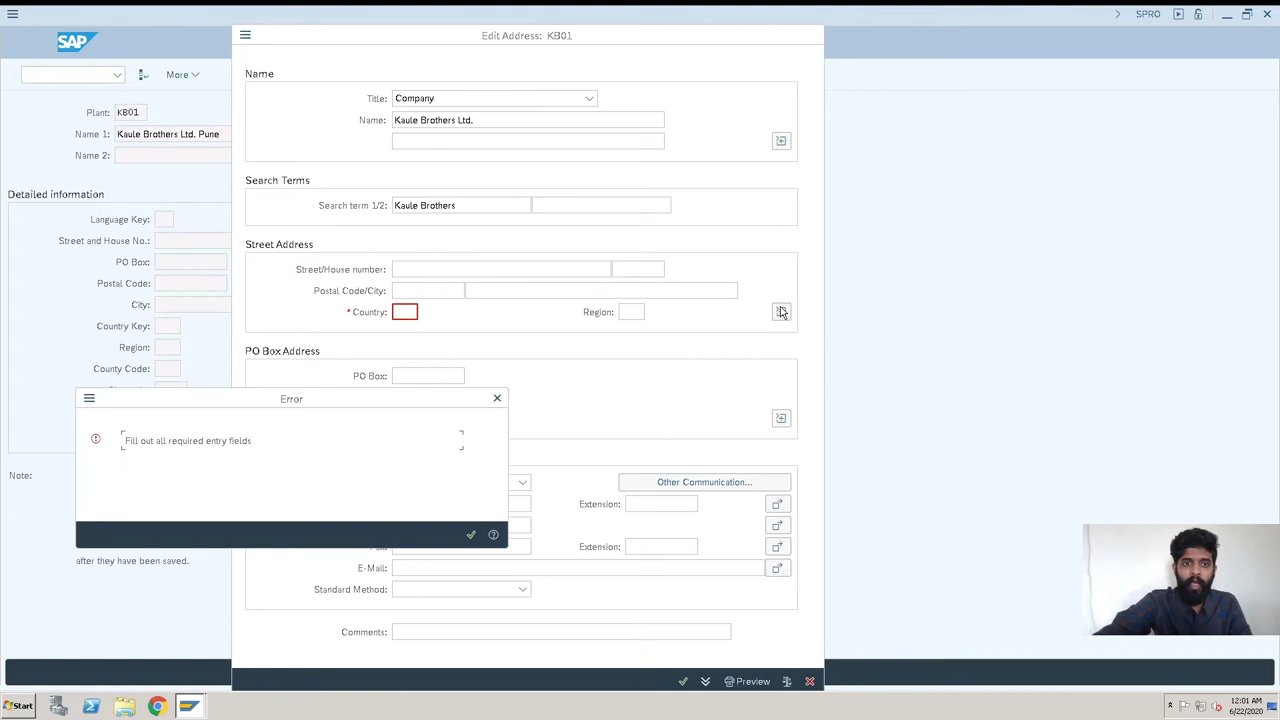 SPRO
SAP
More
Plant: KB01
Name 1: Kaule Brothers Ltd. Pune
Name 2:
Detailed information
Language Key:
Street and House No.:
PO Box:
Postal Code:
City:
Country Key:
Region:
County Code:
Note:
after they have been saved.
Edit Address: KB01
Name
Title: Company
Name: Kaule Brothers Ltd.
Search Terms
Search term 1/2: Kaule Brothers
Street Address
Street/House number:
Postal Code/City:
* Country: Region:
PO Box Address
PO Box:
Error
Fill out all required entry fields
Other Communication...
Extension:
Extension:
E-Mail:
Standard Method:
Comments:
Preview
Start
12:01 AM
6/22/2020